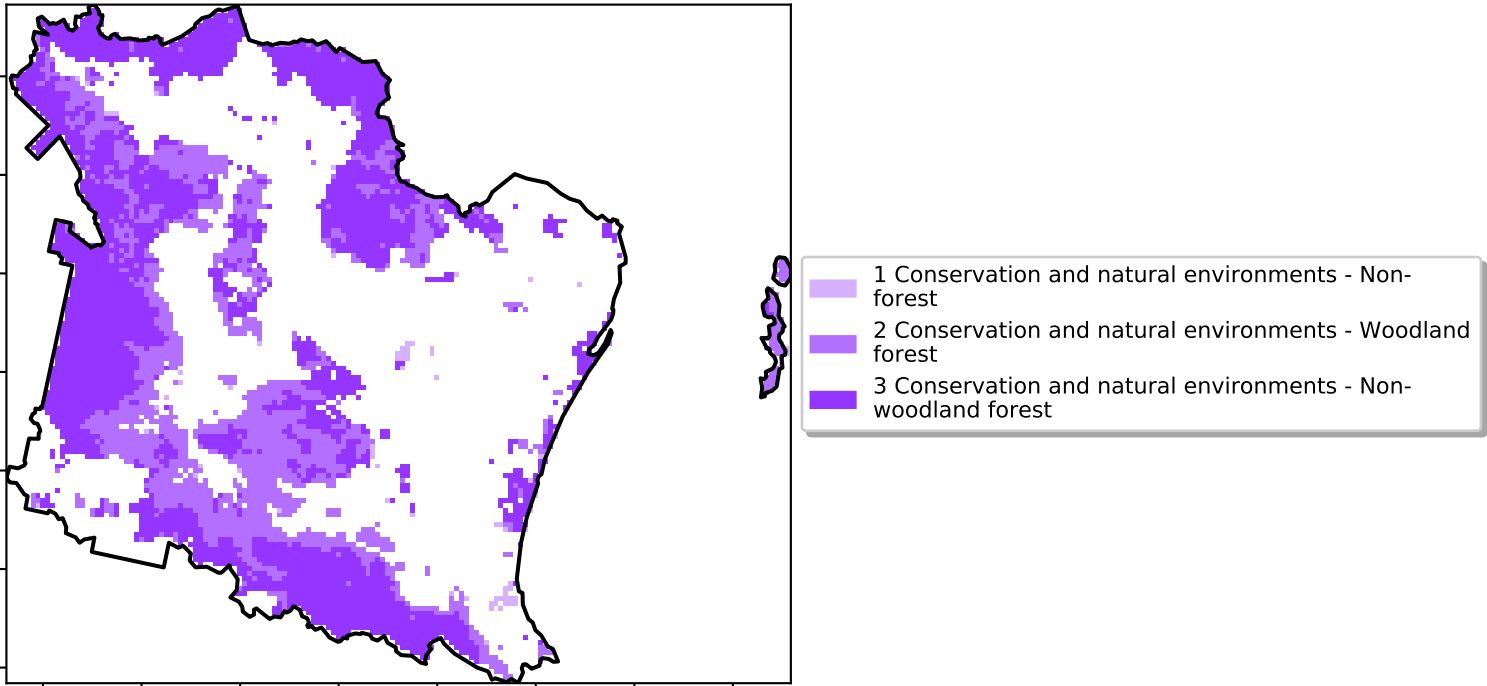 1 Conservation and natural environments - Non-
forest
2 Conservation and natural environments - Woodland
forest
3 Conservation and natural environments - Non-
woodland forest